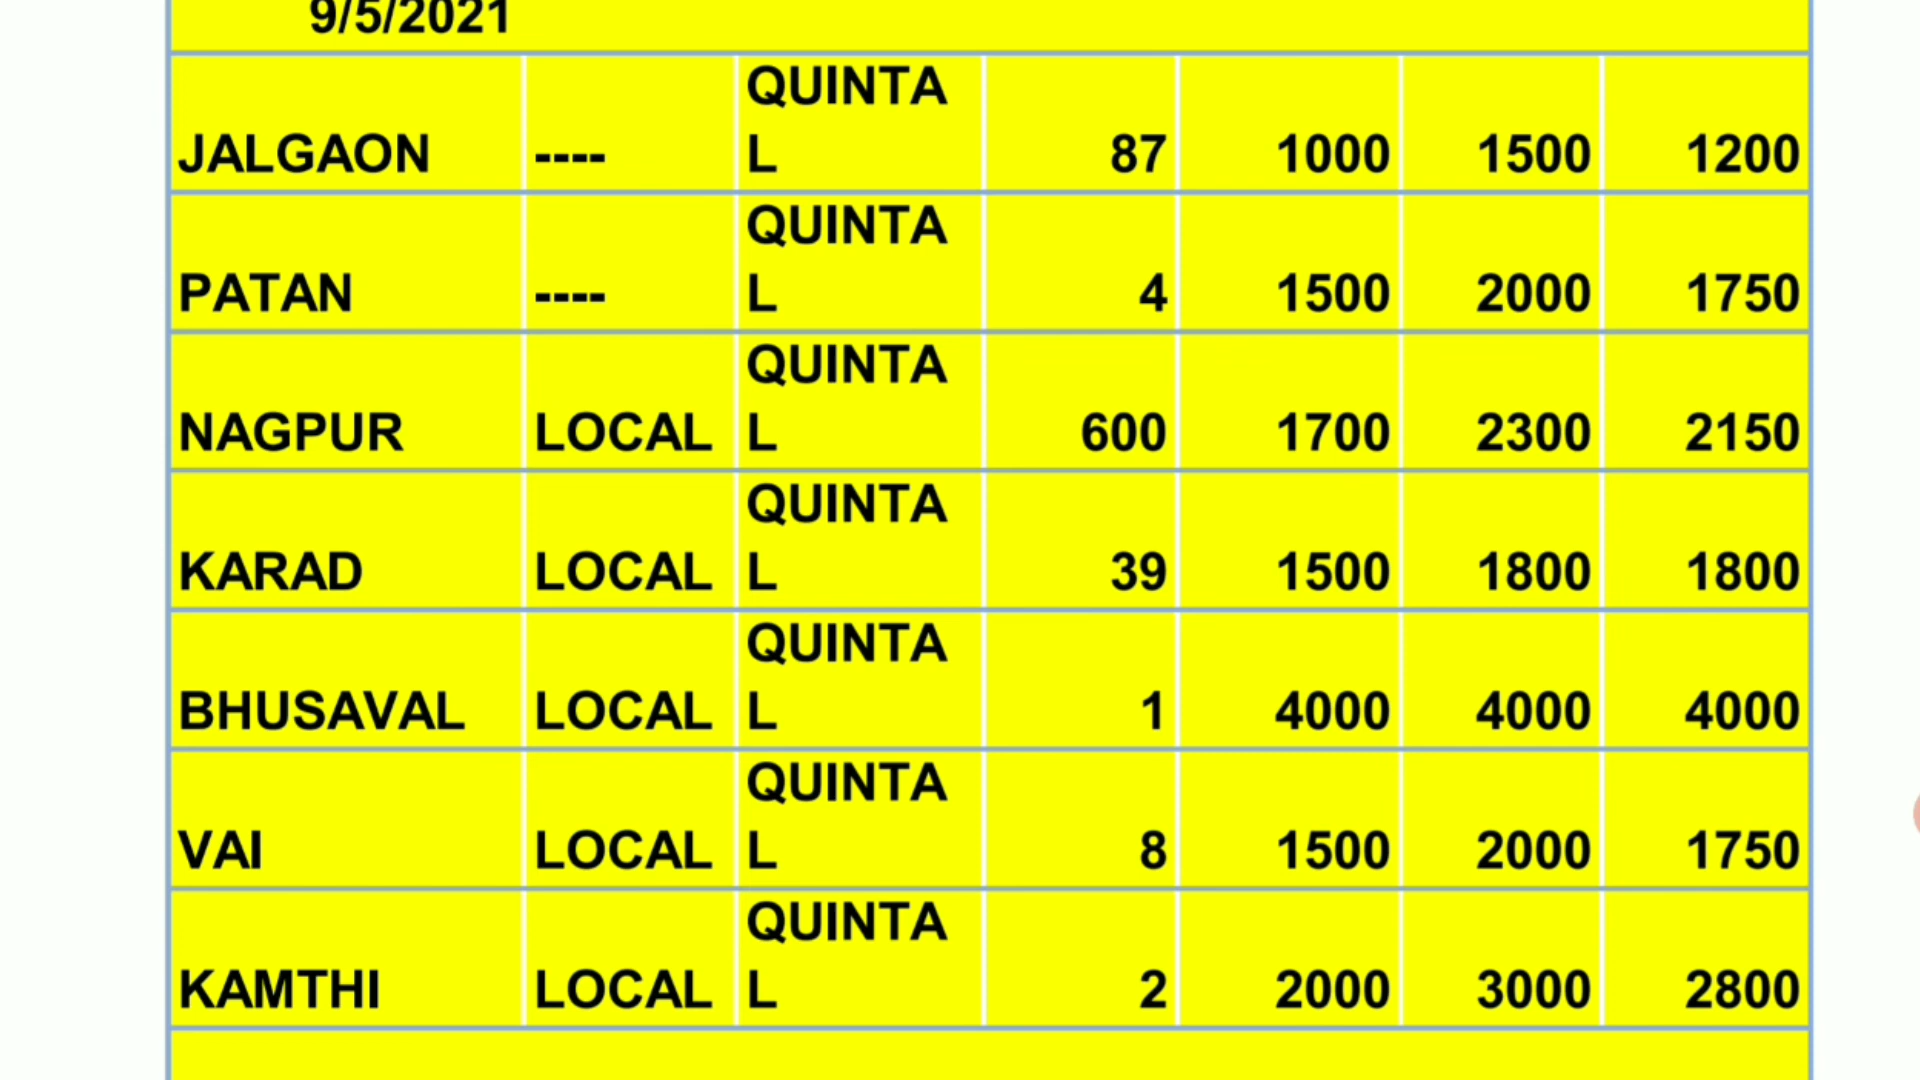 9/5/2021
JALGAON ---- QUINTAL 87 1000 1500 1200
PATAN ---- QUINTAL 4 1500 2000 1750
NAGPUR LOCAL QUINTAL 600 1700 2300 2150
KARAD LOCAL QUINTAL 39 1500 1800 1800
BHUSAVAL LOCAL QUINTAL 1 4000 4000 4000
VAI LOCAL QUINTAL 8 1500 2000 1750
KAMTHI LOCAL QUINTAL 2 2000 3000 2800